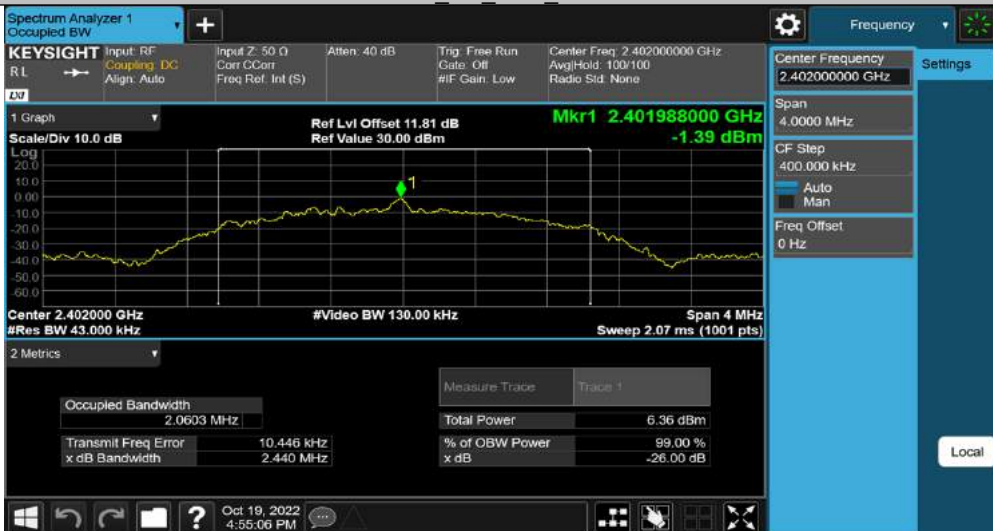 Spectrum Analyzer 1
Occupied BW
Frequency
KEYSIGHT
RL
LXI
Input: RF
Coupling: DC
Align: Auto
Input Z: 50 Ω
Corr CCorr
Freq Ref: Int (S)
Atten: 40 dB
Trig: Free Run
Gate: Off
#IF Gain: Low
Center Freq: 2.402000000 GHz
Avg|Hold: 100/100
Radio Std: None
Center Frequency
2.402000000 GHz
Settings
Span
4.0000 MHz
CF Step
400.000 kHz
Auto
Man
Freq Offset
0 Hz
1 Graph
Scale/Div 10.0 dB
Ref Lvl Offset 11.81 dB
Ref Value 30.00 dBm
Mkr1 2.401988000 GHz
-1.39 dBm
Log
20.0
10.0
0.00
-10.0
-20.0
-30.0
-40.0
-50.0
-60.0
1
Center 2.402000 GHz
#Res BW 43.000 kHz
#Video BW 130.00 kHz
Span 4 MHz
Sweep 2.07 ms (1001 pts)
2 Metrics
Measure Trace
Trace 1
Occupied Bandwidth
2.0603 MHz
Total Power
6.36 dBm
Transmit Freq Error
10.446 kHz
% of OBW Power
99.00 %
x dB Bandwidth
2.440 MHz
x dB
-26.00 dB
Local
?
Oct 19, 2022
4:55:06 PM